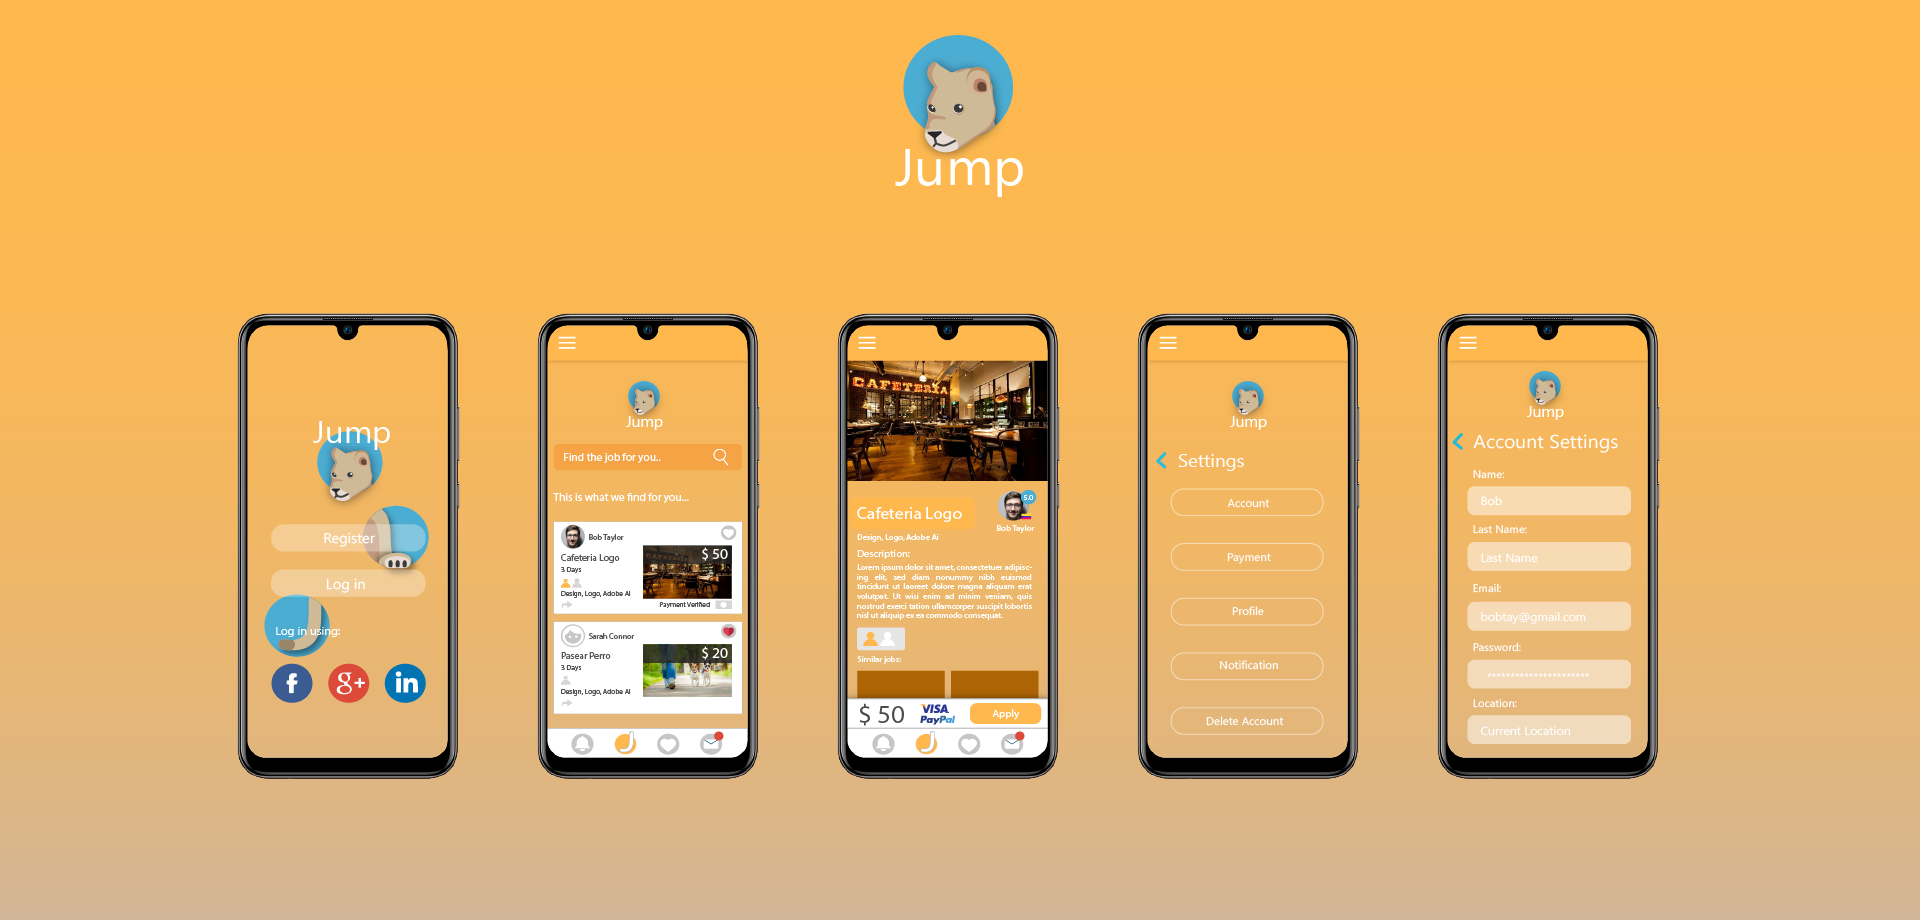 Jump
Jump
Register
Log in
Log in using:
f
g+
in
Jump
Find the job for you..
This is what we find for you...
Bob Taylor
Cafeteria Logo
3 Days
Design, Logo, Adobe Ai
$ 50
Payment Verified
Sarah Connor
Pasear Perro
3 Days
Design, Logo, Adobe Ai
$ 20
CAFETERIA
Cafeteria Logo
5.0
Bob Taylor
Design, Logo, Adobe Ai
Description:
Lorem ipsum dolor sit amet, consectetuer adipisc-
ing elit, sed diam nonummy nibh euismod
tincidunt ut laoreet dolore magna aliquam erat
volutpat. Ut wisi enim ad minim veniam, quis
nostrud exerci tation ullamcorper suscipit lobortis
nisl ut aliquip ex ea commodo consequat.
Similar jobs:
$ 50
VISA
PayPal
Apply
Jump
Settings
Account
Payment
Profile
Notification
Delete Account
Jump
Account Settings
Name:
Bob
Last Name:
Last Name
Email:
bobtay@gmail.com
Password:
Location:
Current Location